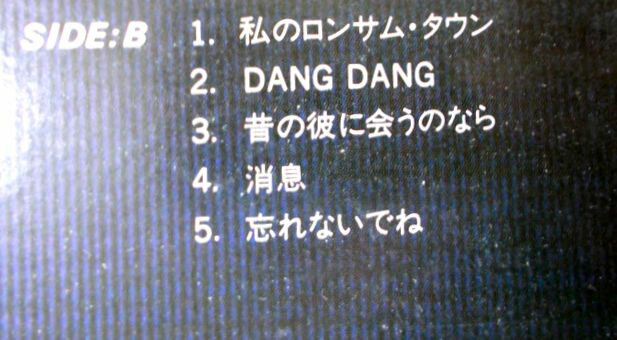 SIDE:B 1. 私のロンサム・タウン
2. DANG DANG
3. 昔の彼に会うのなら
4. 消息
5. 忘れないでね